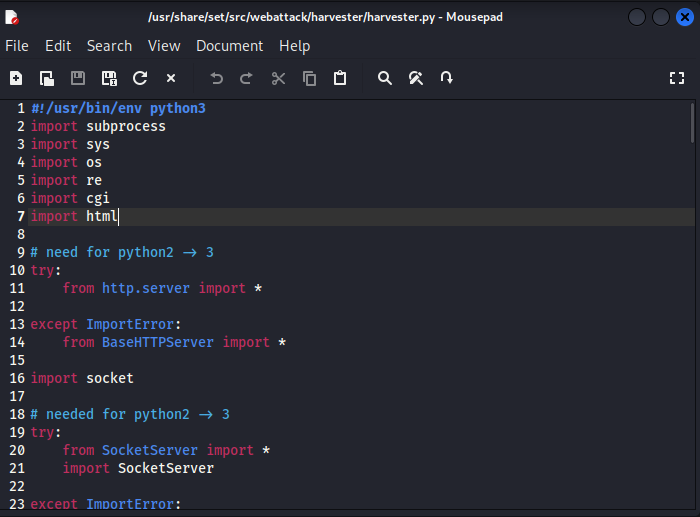 /usr/share/set/src/webattack/harvester/harvester.py - Mousepad
File Edit Search View Document Help
1 #!/usr/bin/env python3
2 import subprocess
3 import sys
4 import os
5 import re
6 import cgi
7 import html
8
9 # need for python2 -> 3
10 try:
11     from http.server import *
12
13 except ImportError:
14     from BaseHTTPServer import *
15
16 import socket
17
18 # needed for python2 -> 3
19 try:
20     from SocketServer import *
21     import SocketServer
22
23 except ImportError: